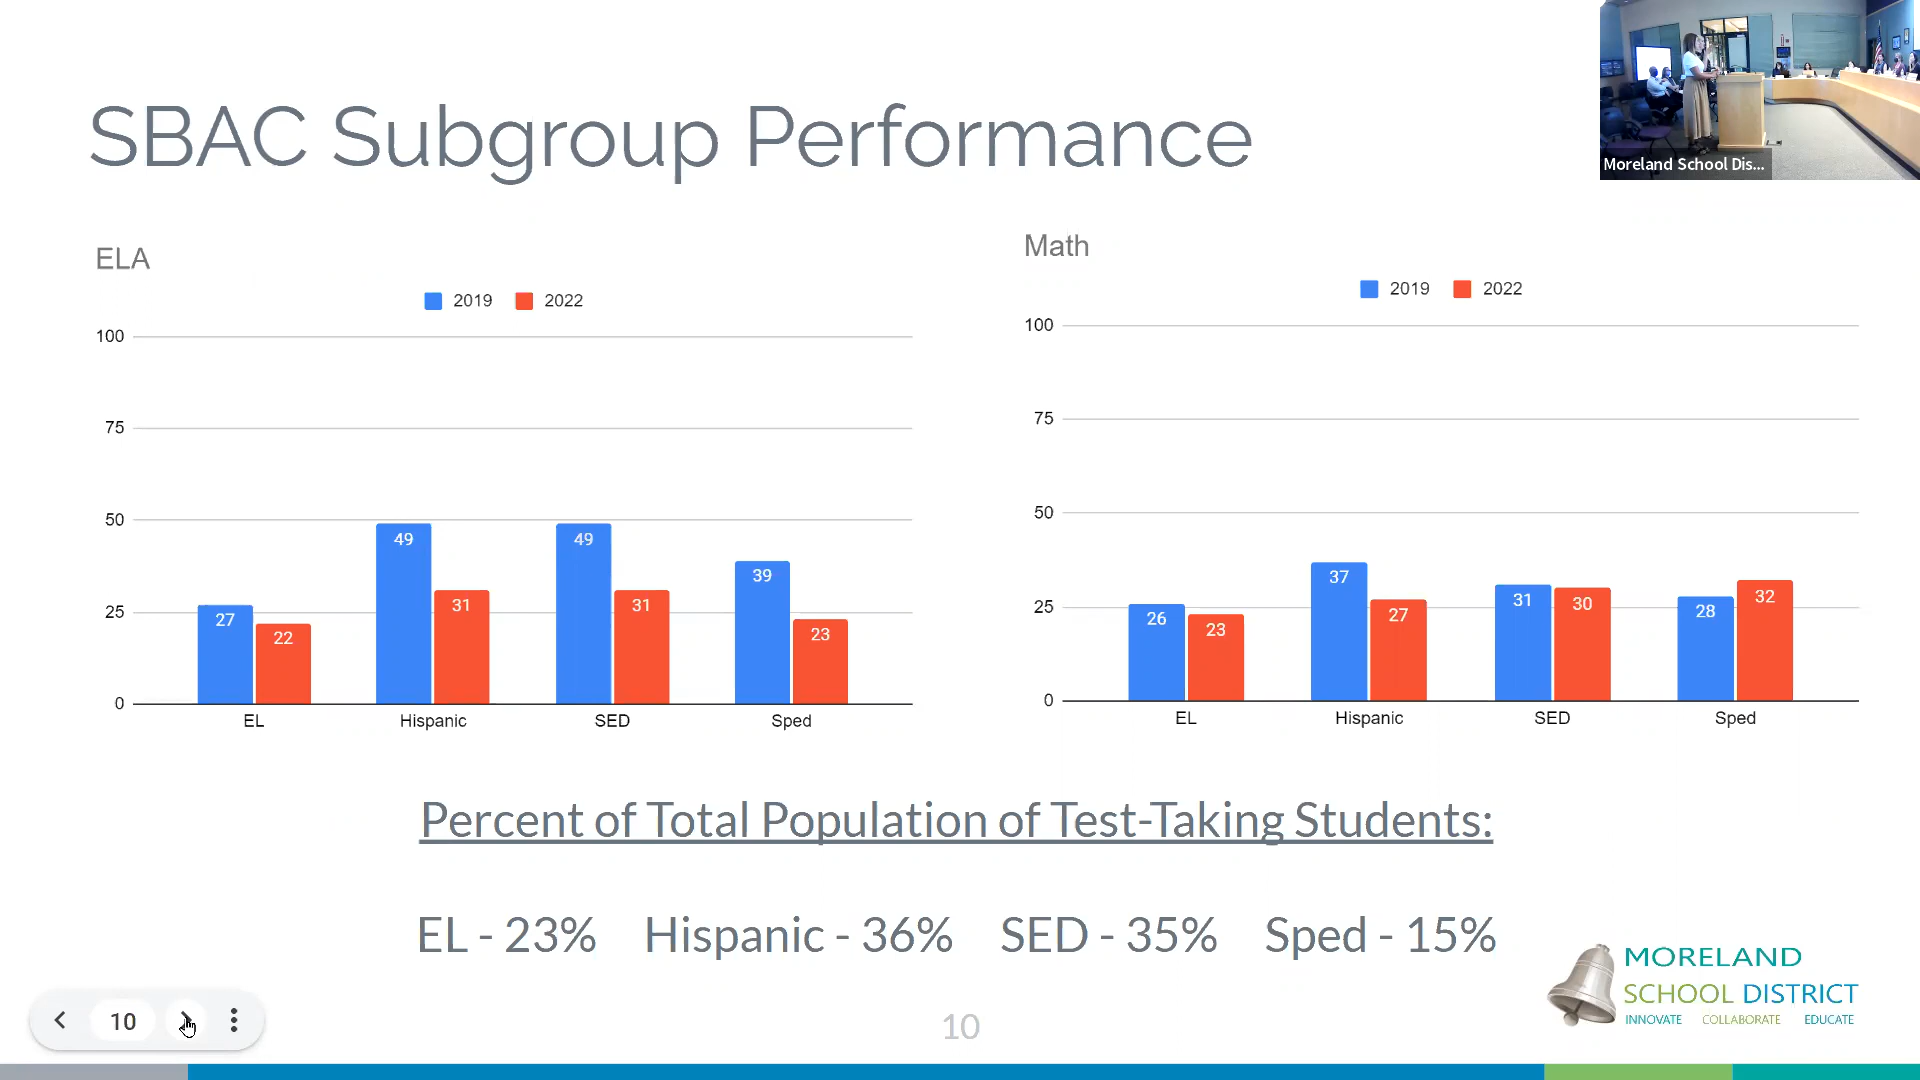 SBAC Subgroup Performance
Moreland School Dis...
ELA
2019 2022
100
75
50
25
0
27 22 49 31 49 31 39 23
EL Hispanic SED Sped
Math
2019 2022
100
75
50
25
0
26 23 37 27 31 30 28 32
EL Hispanic SED Sped
Percent of Total Population of Test-Taking Students:
EL - 23% Hispanic - 36% SED - 35% Sped - 15%
MORELAND
SCHOOL DISTRICT
INNOVATE COLLABORATE EDUCATE
10
10